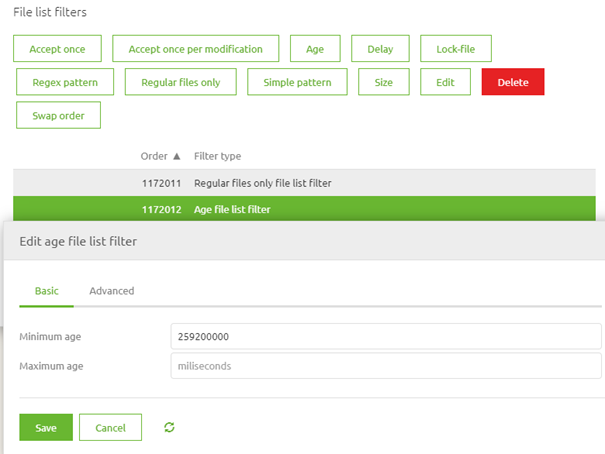 File list filters
Accept once Accept once per modification Age Delay Lock-file
Regex pattern Regular files only Simple pattern Size Edit Delete
Swap order
Order ▲ Filter type
1172011 Regular files only file list filter
1172012 Age file list filter
Edit age file list filter
Basic Advanced
Minimum age 259200000
Maximum age miliseconds
Save Cancel